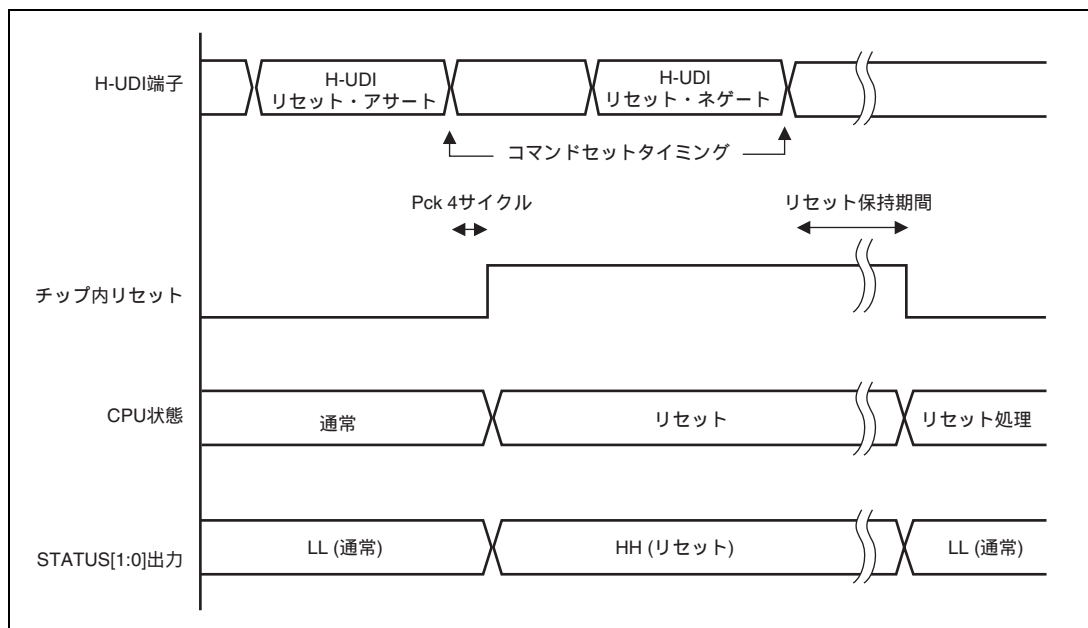 H-UDI端子
H-UDI
リセット・アサート
H-UDI
リセット・ネゲート
コマンドセットタイミング
Pck 4サイクル
リセット保持期間
チップ内リセット
CPU状態
通常
リセット
リセット処理
STATUS[1:0]出力
LL (通常)
HH (リセット)
LL (通常)